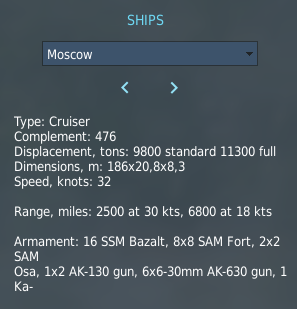 SHIPS
Moscow
Type: Cruiser
Complement: 476
Displacement, tons: 9800 standard 11300 full
Dimensions, m: 186x20,8x8,3
Speed, knots: 32
Range, miles: 2500 at 30 kts, 6800 at 18 kts
Armament: 16 SSM Bazalt, 8x8 SAM Fort, 2x2
SAM
Osa, 1x2 AK-130 gun, 6x6-30mm AK-630 gun, 1
Ka-